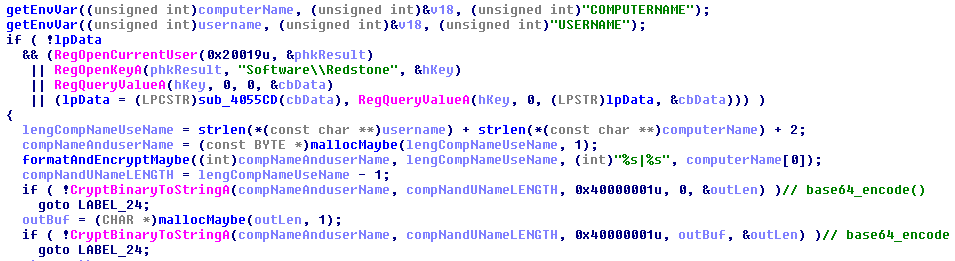 getEnvVar((unsigned int)computerName, (unsigned int)&v18, (unsigned int)"COMPUTERNAME");
getEnvVar((unsigned int)username, (unsigned int)&v18, (unsigned int)"USERNAME");
if ( !lpData
&& (RegOpenCurrentUser(0x20019u, &phkResult)
|| RegOpenKeyA(phkResult, "Software\\Redstone", &hKey)
|| RegQueryValueA(hKey, 0, 0, &cbData)
|| (lpData = (LPCSTR)sub_4055CD(cbData), RegQueryValueA(hKey, 0, (LPSTR)lpData, &cbData))) )
{
lengCompNameUseName = strlen(*(const char **)username) + strlen(*(const char **)computerName) + 2;
compNameAnduserName = (const BYTE *)mallocMaybe(lengCompNameUseName, 1);
formatAndEncryptMaybe((int)compNameAnduserName, lengCompNameUseName, (int)"%s|%s", computerName[0]);
compNandUNameLENGTH = lengCompNameUseName - 1;
if ( !CryptBinaryToStringA(compNameAnduserName, compNandUNameLENGTH, 0x40000001u, 0, &outLen) )// base64_encode()
goto LABEL_24;
outBuf = (CHAR *)mallocMaybe(outLen, 1);
if ( !CryptBinaryToStringA(compNameAnduserName, compNandUNameLENGTH, 0x40000001u, outBuf, &outLen) )// base64_encode
goto LABEL_24;